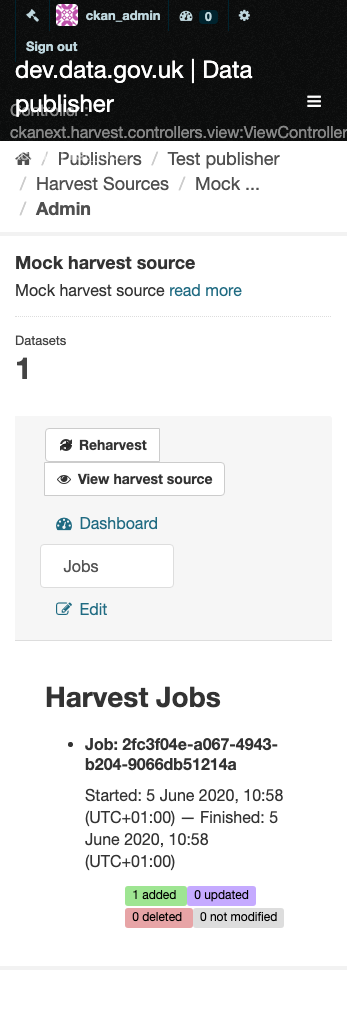 ckan_admin 0
Sign out
dev.data.gov.uk | Data
publisher
Controller :
ckanext.harvest.controllers.view:ViewController
/ Publishers / Test publisher
/ Harvest Sources / Mock ...
/ Admin
Mock harvest source
Mock harvest source read more
Datasets
1
Reharvest
View harvest source
Dashboard
Jobs
Edit
Harvest Jobs
• Job: 2fc3f04e-a067-4943-
b204-9066db51214a
Started: 5 June 2020, 10:58
(UTC+01:00) — Finished: 5
June 2020, 10:58
(UTC+01:00)
1 added 0 updated
0 deleted 0 not modified